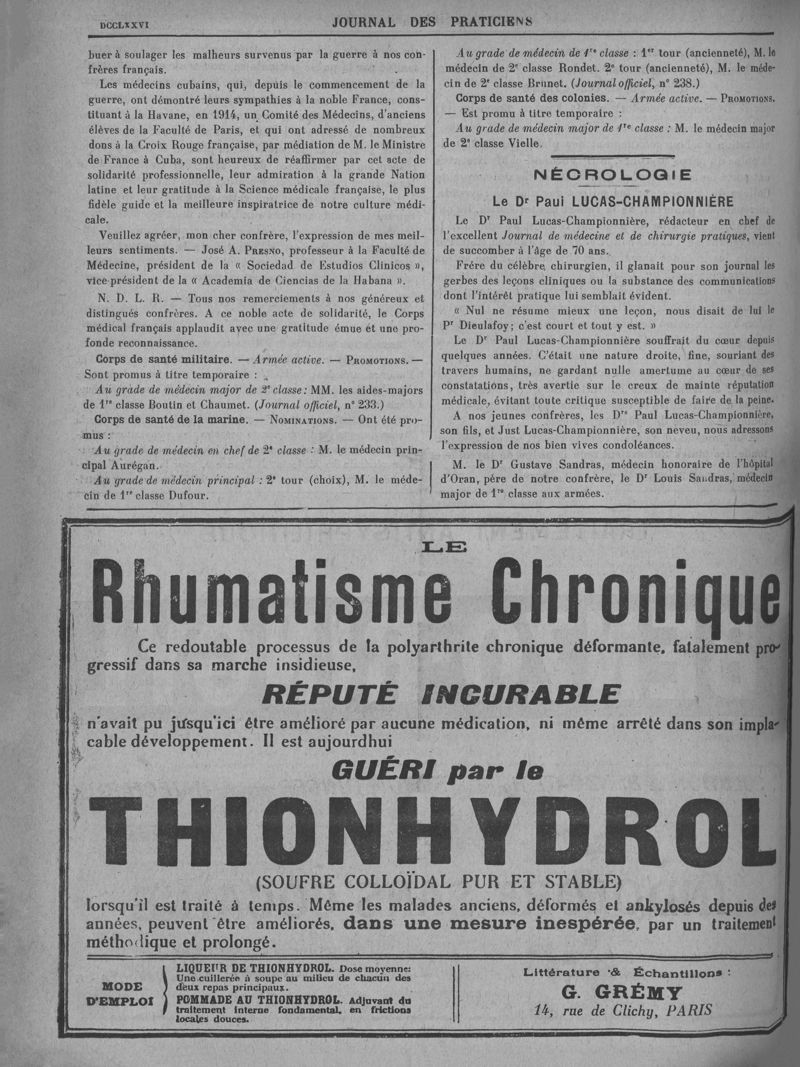 DCCLXXVI
JOURNAL DES PRATICIENS
buer à soulager les malheurs survenus par la guerre à nos con-
frères français.
Les médecins cubains, qui, depuis le commencement de la
guerre, ont démontré leurs sympathies à la noble France, cons-
tituant à la Havane, en 1914, un Comité des Médecins, d'anciens
élèves de la Faculté de Paris, et qui ont adressé de nombreux
dons à la Croix Rouge française, par médiation de M. le Ministre
de France à Cuba, sont heureux de réaffirmer par cet acte de
solidarité professionnelle, leur admiration à la grande Nation
latine et leur gratitude à la Science médicale française, le plus
fidèle guide et la meilleure inspiratrice de notre culture médi-
cale.
Veuillez agréer, mon cher confrère, l'expression de mes meil-
leurs sentiments. — José A. PRESNO, professeur à la Faculté de
Médecine, président de la « Sociedad de Estudios Clinicos »,
vice-président de la « Academia de Ciencias de la Habana ».
N. D. L. R. — Tous nos remerciements à nos généreux et
distingués confrères. A ce noble acte de solidarité, le Corps
médical français applaudit avec une gratitude émue et une pro-
fonde reconnaissance.
Corps de santé militaire. — Armée active. — PROMOTIONS. —
Sont promus à titre temporaire :
Au grade de médecin major de 2e classe : MM. les aides-majors
de 1re classe Boutin et Chaumet. (Journal officiel, n° 233.)
Corps de santé de la marine. — NOMINATIONS. — Ont été pro-
mus :
Au grade de médecin en chef de 2e classe : M. le médecin prin-
cipal Aurégan.
Au grade de médecin principal : 2e tour (choix), M. le méde-
cin de 1re classe Dufour.
Au grade de médecin de 1re classe : 1er tour (ancienneté), M. le
médecin de 2e classe Rondet. 2e tour (ancienneté), M. le méde-
cin de 2e classe Brunet. (Journal officiel, n° 238.)
Corps de santé des colonies. — Armée active. — PROMOTIONS.
— Est promu à titre temporaire :
Au grade de médecin major de 1re classe : M. le médecin major
de 2e classe Vielle.
NÉCROLOGIE
Le Dr Paul LUCAS-CHAMPIONNIÈRE
Le Dr Paul Lucas-Championnière, rédacteur en chef de
l'excellent Journal de médecine et de chirurgie pratiques, vient
de succomber à l'âge de 70 ans.
Frére du célèbre chirurgien, il glanait pour son journal les
gerbes des leçons cliniques ou la substance des communications
dont l'intérêt pratique lui semblait évident.
« Nul ne résume mieux une leçon, nous disait de lui le
Pr Dieulafoy ; c'est court et tout y est. »
Le Dr Paul Lucas-Championnière souffrait du cœur depuis
quelques années. C'était une nature droite, fine, souriant des
travers humains, ne gardant nulle amertume au cœur de ses
constatations, très avertie sur le creux de mainte réputation
médicale, évitant toute critique susceptible de faire de la peine.
A nos jeunes confrères, les Drs Paul Lucas-Championnière,
son fils, et Just Lucas-Championnière, son neveu, nous adressons
l'expression de nos bien vives condoléances.
M. le Dr Gustave Sandras, médecin honoraire de l'hôpital
d'Oran, père de notre confrère, le Dr Louis Sandras, médecin
major de 1re classe aux armées.
LE
Rhumatisme Chronique
Ce redoutable processus de la polyarthrite chronique déformante, fatalement pro-
gressif dans sa marche insidieuse,
RÉPUTÉ INCURABLE
n'avait pu jusqu'ici être amélioré par aucune médication, ni même arrêté dans son impla-
cable développement. Il est aujourdhui
GUÉRI par le
THIONHYDROL
(SOUFRE COLLOÏDAL PUR ET STABLE)
lorsqu'il est traité à temps. Même les malades anciens, déformés et ankylosés depuis des
années, peuvent être améliorés, dans une mesure inespérée, par un traitement
méthodique et prolongé.
MODE
D'EMPLOI
LIQUEUR DE THIONHYDROL. Dose moyenne:
Une cuillerée à soupe au milieu de chacun des
deux repas principaux.
POMMADE AU THIONHYDROL. Adjuvant du
traitement interne fondamental, en frictions
locales douces.
Littérature & Échantillons :
G. GRÉMY
14, rue de Clichy, PARIS